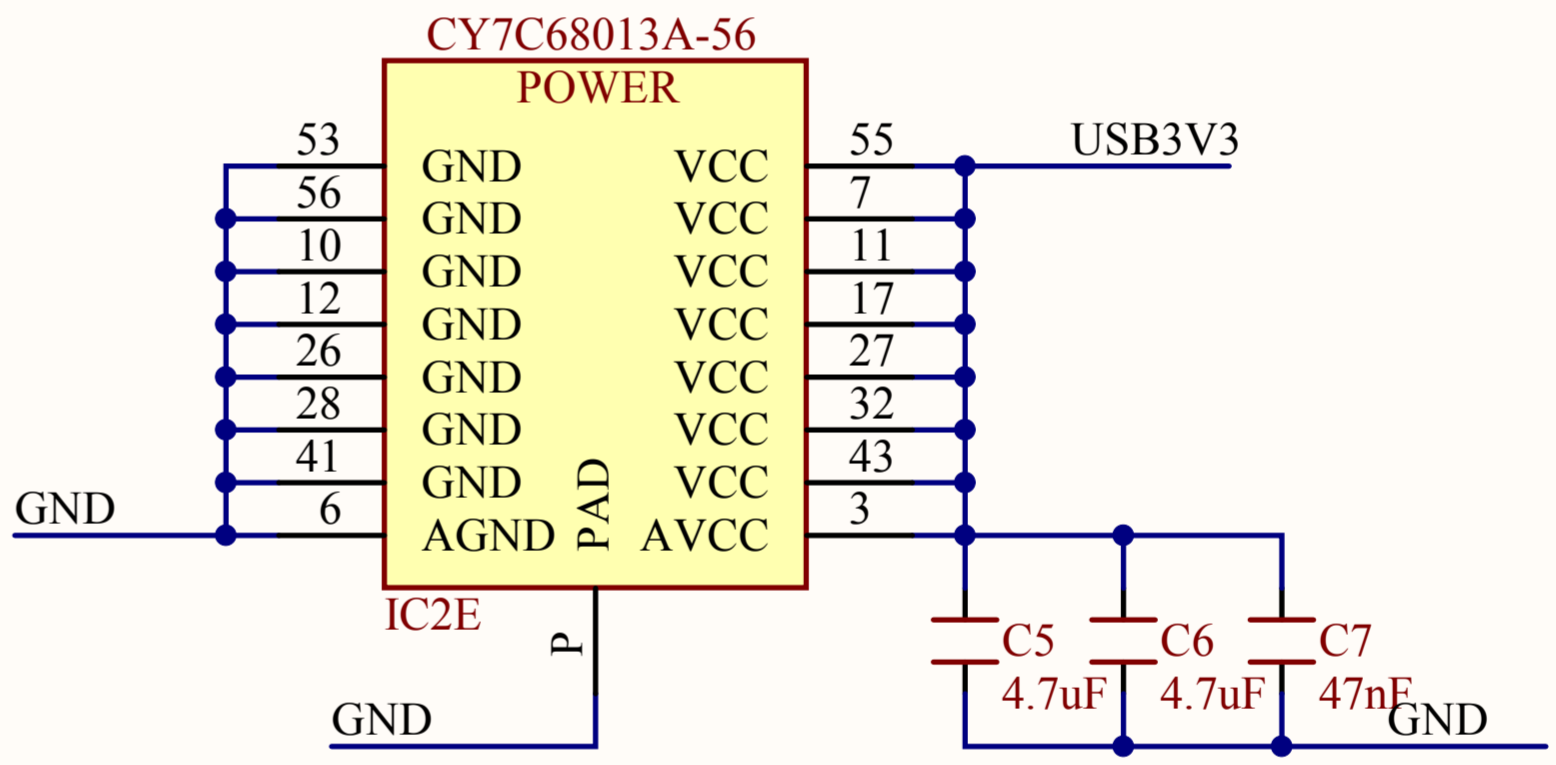 CY7C68013A-56
POWER
53 GND VCC 55 USB3V3
56 GND VCC 7
10 GND VCC 11
12 GND VCC 17
26 GND VCC 27
28 GND VCC 32
41 GND VCC 43
GND 6 AGND PAD AVCC 3
IC2E
P
C5 C6 C7
4.7uF 4.7uF 47nF
GND GND